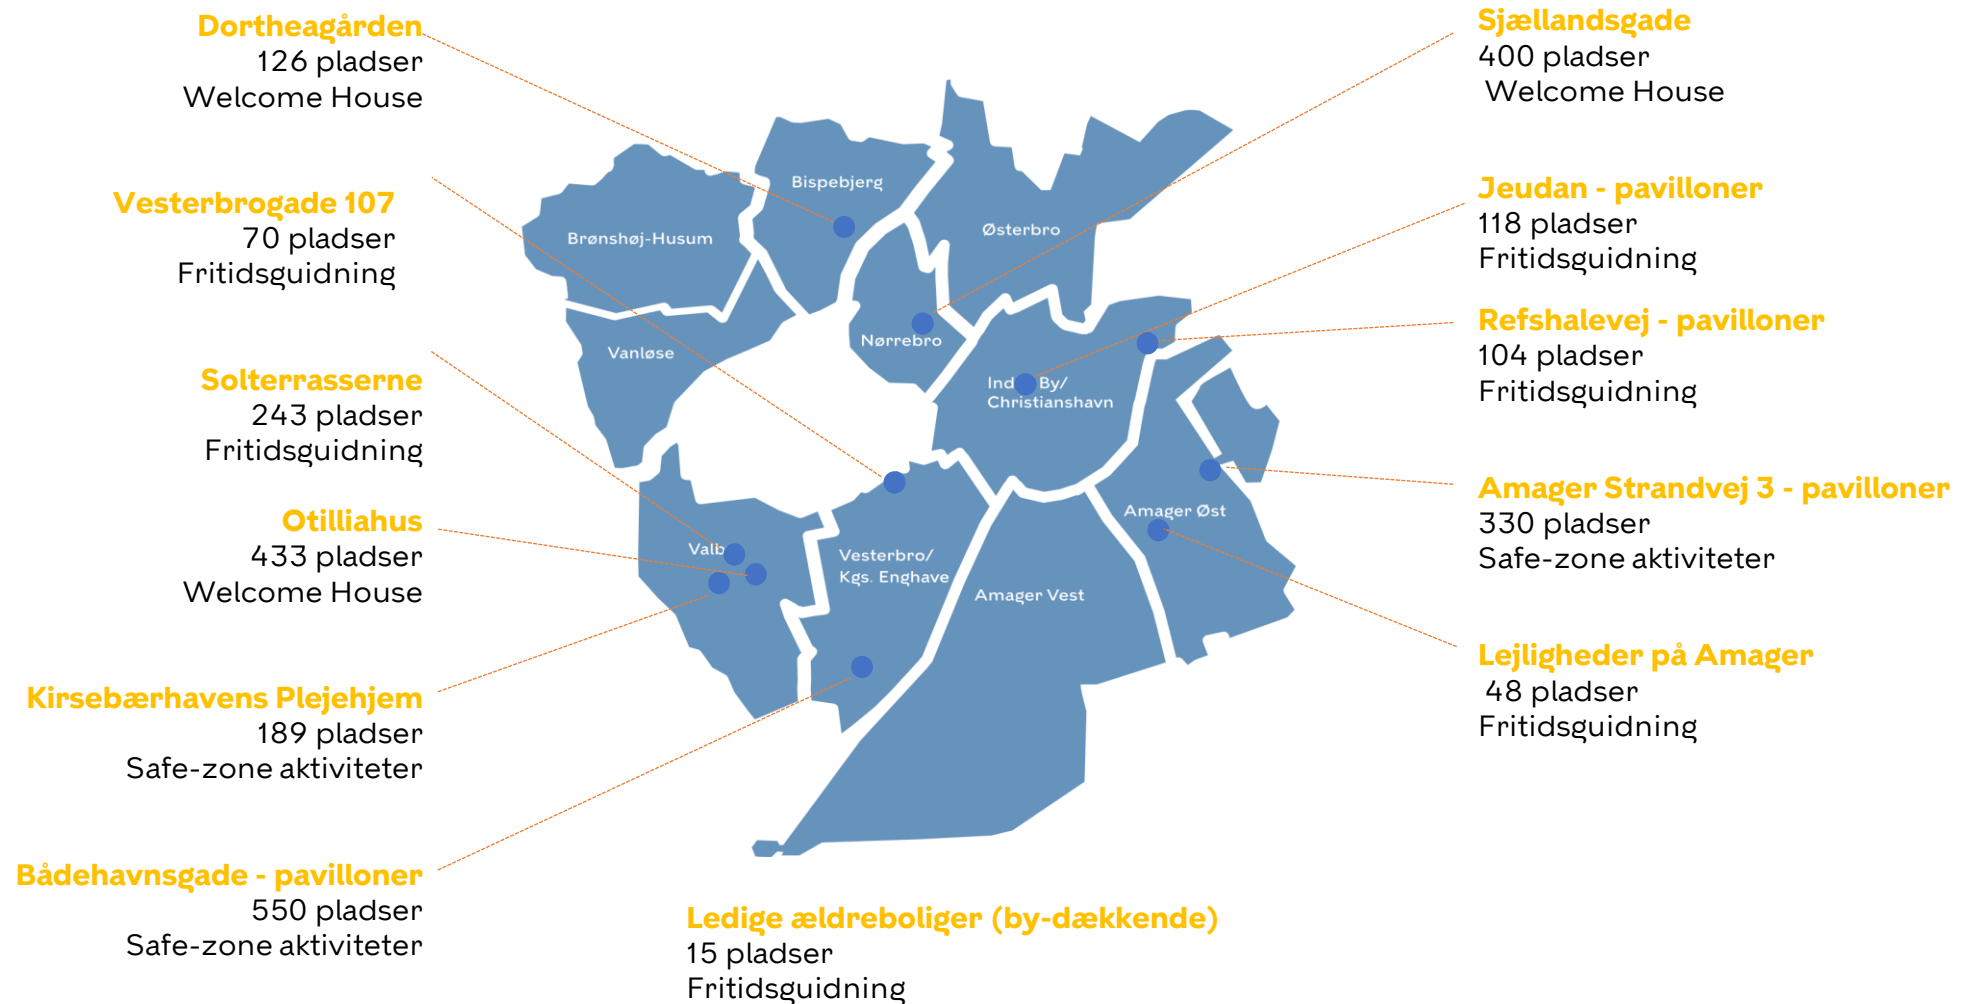 Dortheagården
126 pladser
Welcome House
Vesterbrogade 107
70 pladser
Fritidsguidning
Solterrasserne
243 pladser
Fritidsguidning
Otilliahus
433 pladser
Welcome House
Kirsebærhavens Plejehjem
189 pladser
Safe-zone aktiviteter
Bådehavnsgade - pavilloner
550 pladser
Safe-zone aktiviteter
Bispebjerg
Brønshøj-Husum
Østerbro
Vanløse
Nørrebro
Ind By/
Christianshavn
Amager Øst
Valb
Vesterbro/
Kgs. Enghave
Amager Vest
Ledige ældreboliger (by-dækkende)
15 pladser
Fritidsguidning
Sjællandsgade
400 pladser
Welcome House
Jeudan - pavilloner
118 pladser
Fritidsguidning
Refshalevej - pavilloner
104 pladser
Fritidsguidning
Amager Strandvej 3 - pavilloner
330 pladser
Safe-zone aktiviteter
Lejligheder på Amager
48 pladser
Fritidsguidning